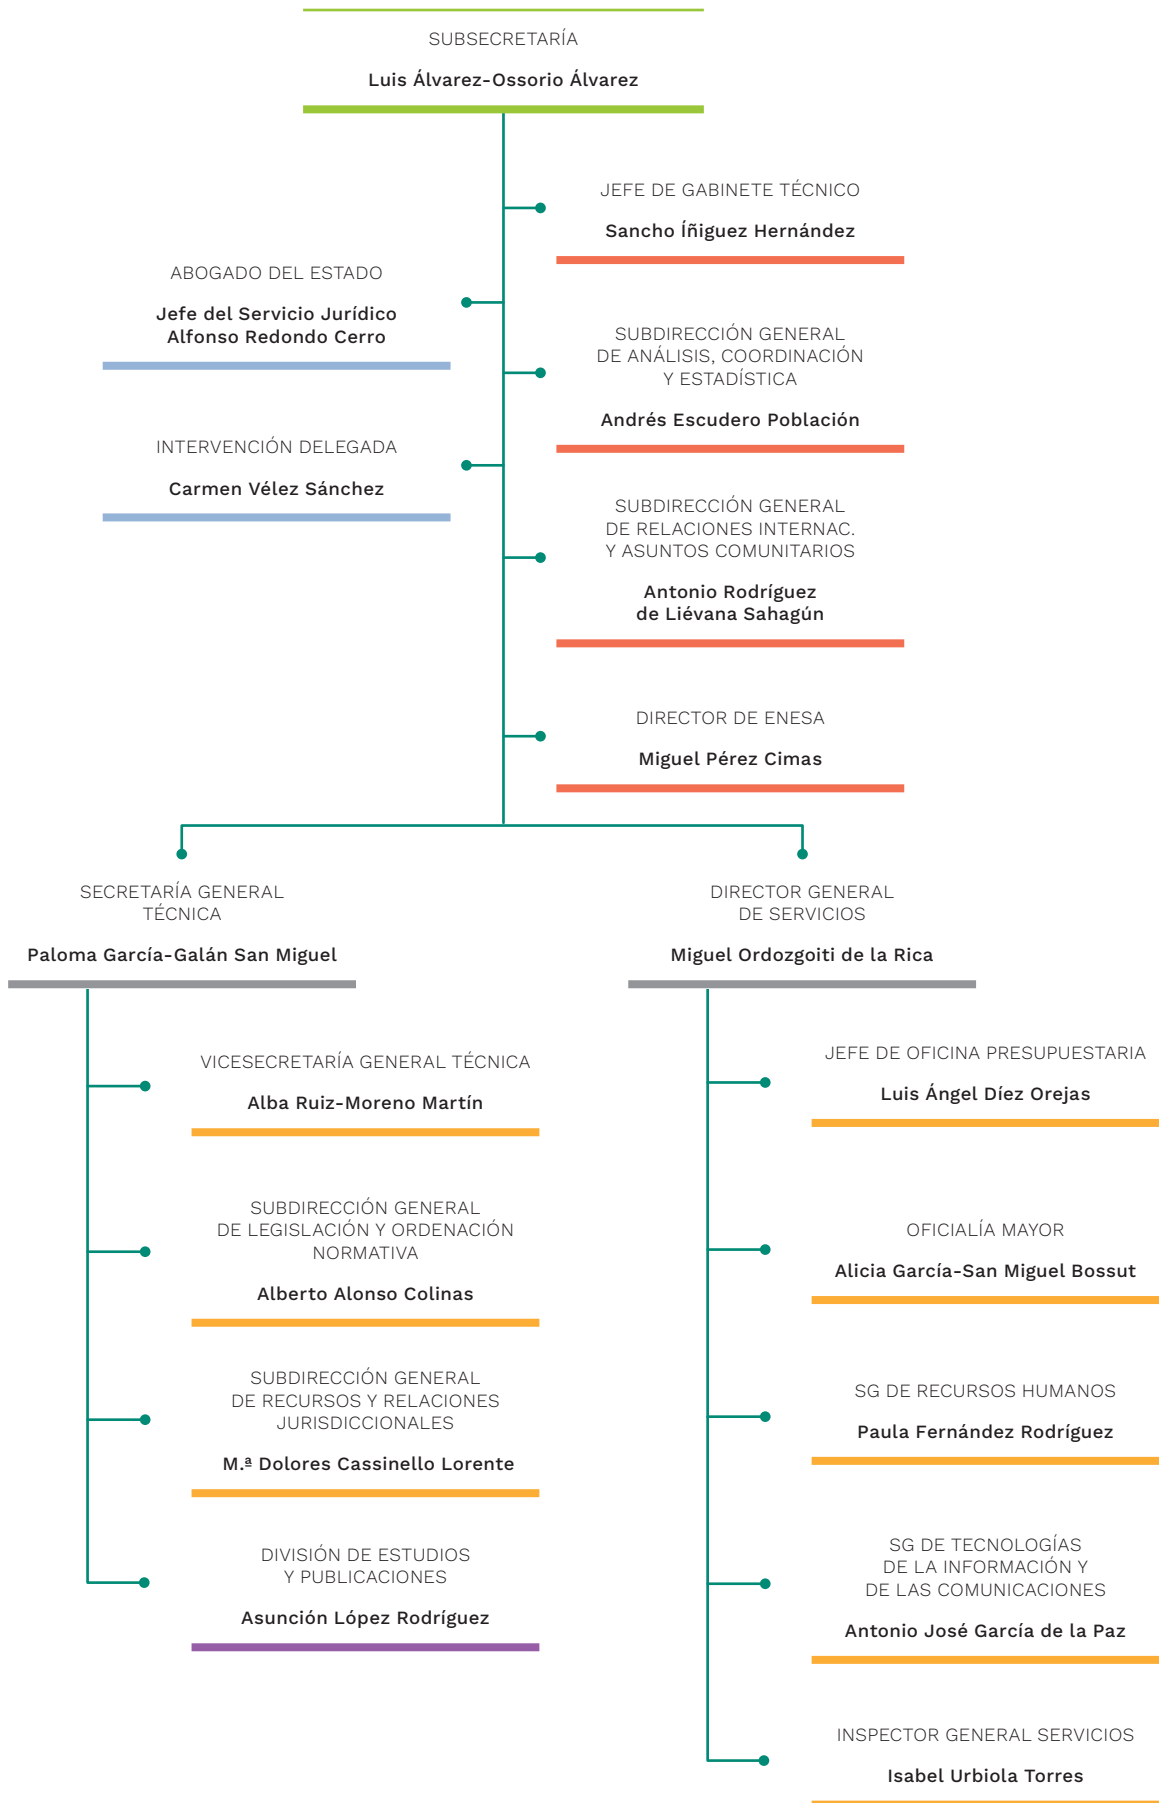 SUBSECRETARÍA
Luis Álvarez-Ossorio Álvarez
JEFE DE GABINETE TÉCNICO
Sancho Íñiguez Hernández
ABOGADO DEL ESTADO
Jefe del Servicio Jurídico
Alfonso Redondo Cerro
SUBDIRECCIÓN GENERAL
DE ANÁLISIS, COORDINACIÓN
Y ESTADÍSTICA
Andrés Escudero Población
INTERVENCIÓN DELEGADA
Carmen Vélez Sánchez
SUBDIRECCIÓN GENERAL
DE RELACIONES INTERNAC.
Y ASUNTOS COMUNITARIOS
Antonio Rodríguez
de Liévana Sahagún
DIRECTOR DE ENESA
Miguel Pérez Cimas
SECRETARÍA GENERAL
TÉCNICA
Paloma García-Galán San Miguel
VICESECRETARÍA GENERAL TÉCNICA
Alba Ruiz-Moreno Martín
SUBDIRECCIÓN GENERAL
DE LEGISLACIÓN Y ORDENACIÓN
NORMATIVA
Alberto Alonso Colinas
SUBDIRECCIÓN GENERAL
DE RECURSOS Y RELACIONES
JURISDICCIONALES
M.ª Dolores Cassinello Lorente
DIVISIÓN DE ESTUDIOS
Y PUBLICACIONES
Asunción López Rodríguez
DIRECTOR GENERAL
DE SERVICIOS
Miguel Ordozgoiti de la Rica
JEFE DE OFICINA PRESUPUESTARIA
Luis Ángel Díez Orejas
OFICIALÍA MAYOR
Alicia García-San Miguel Bossut
SG DE RECURSOS HUMANOS
Paula Fernández Rodríguez
SG DE TECNOLOGÍAS
DE LA INFORMACIÓN Y
DE LAS COMUNICACIONES
Antonio José García de la Paz
INSPECTOR GENERAL SERVICIOS
Isabel Urbiola Torres